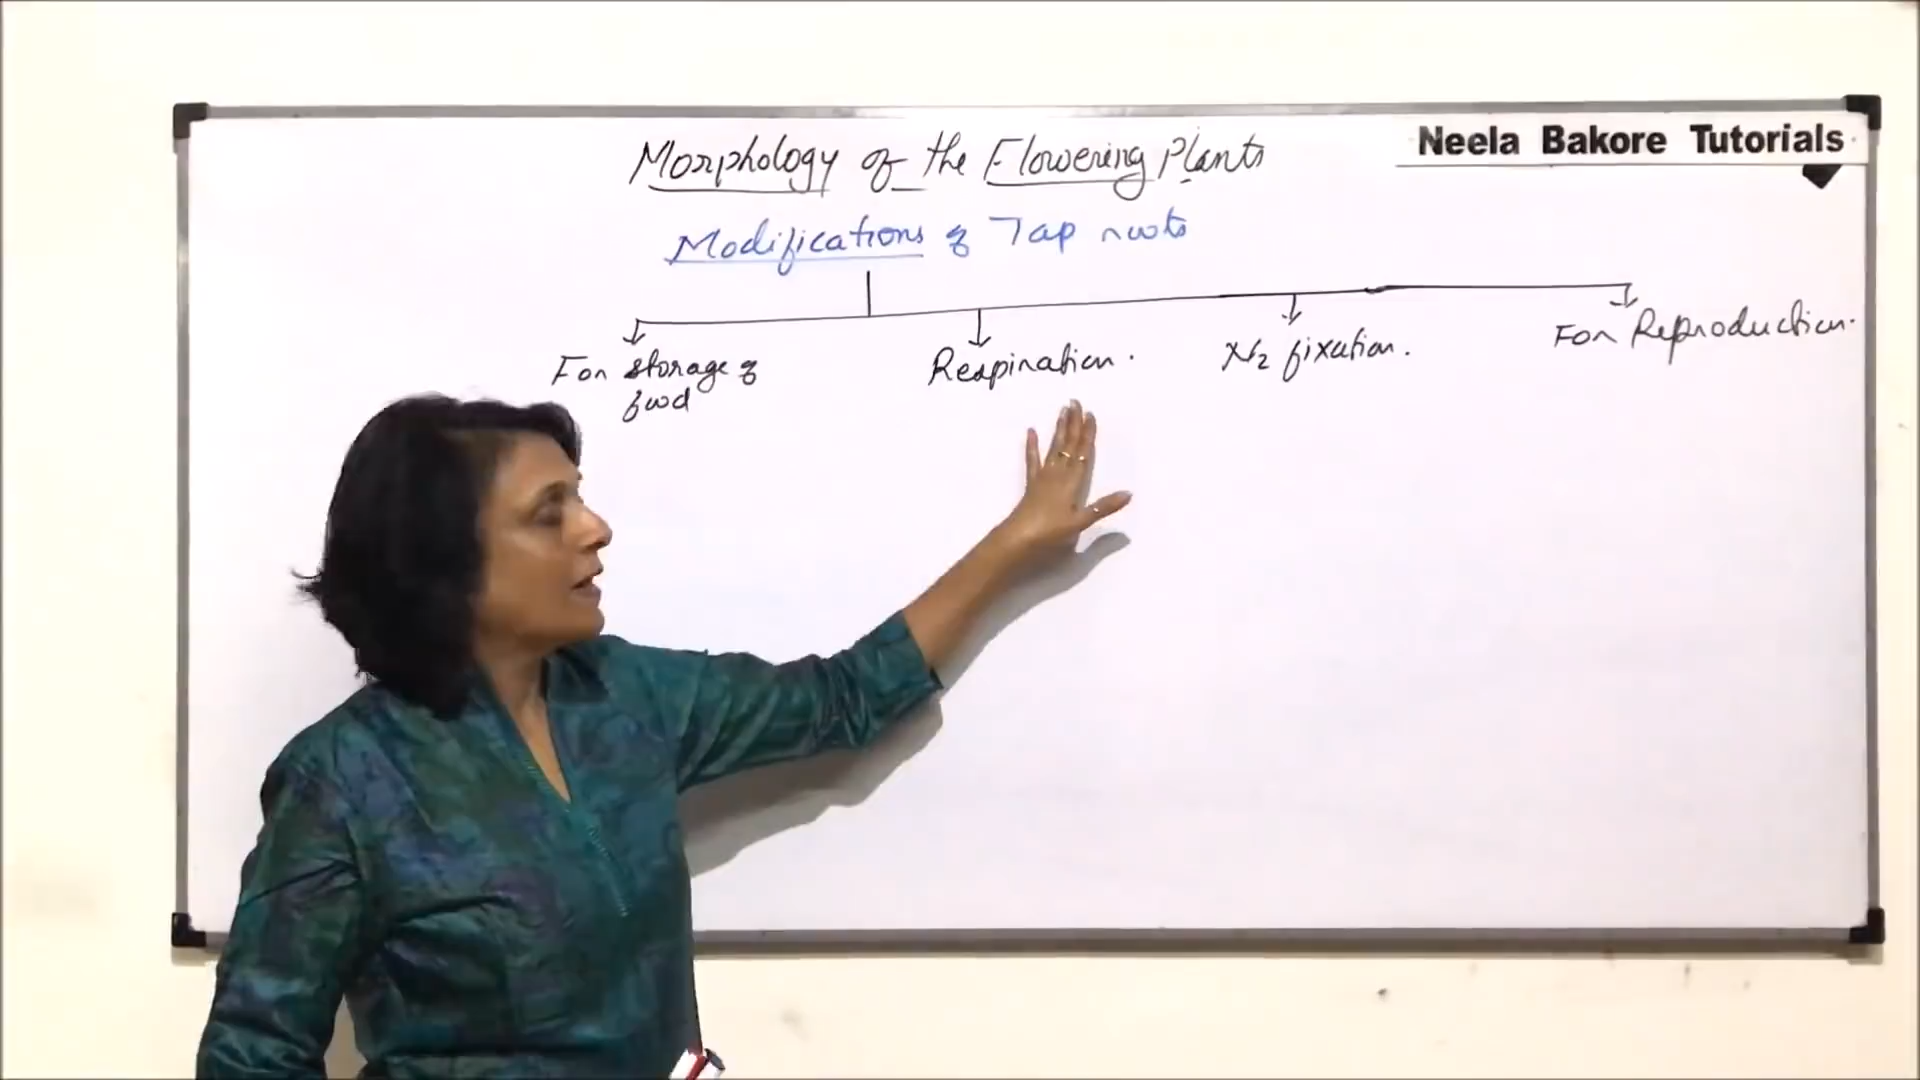 Neela Bakore Tutorials
Morphology of the Flowering Plants
Modifications of Tap roots
For storage of
food
Respiration.
N2 fixation.
For Reproduction.